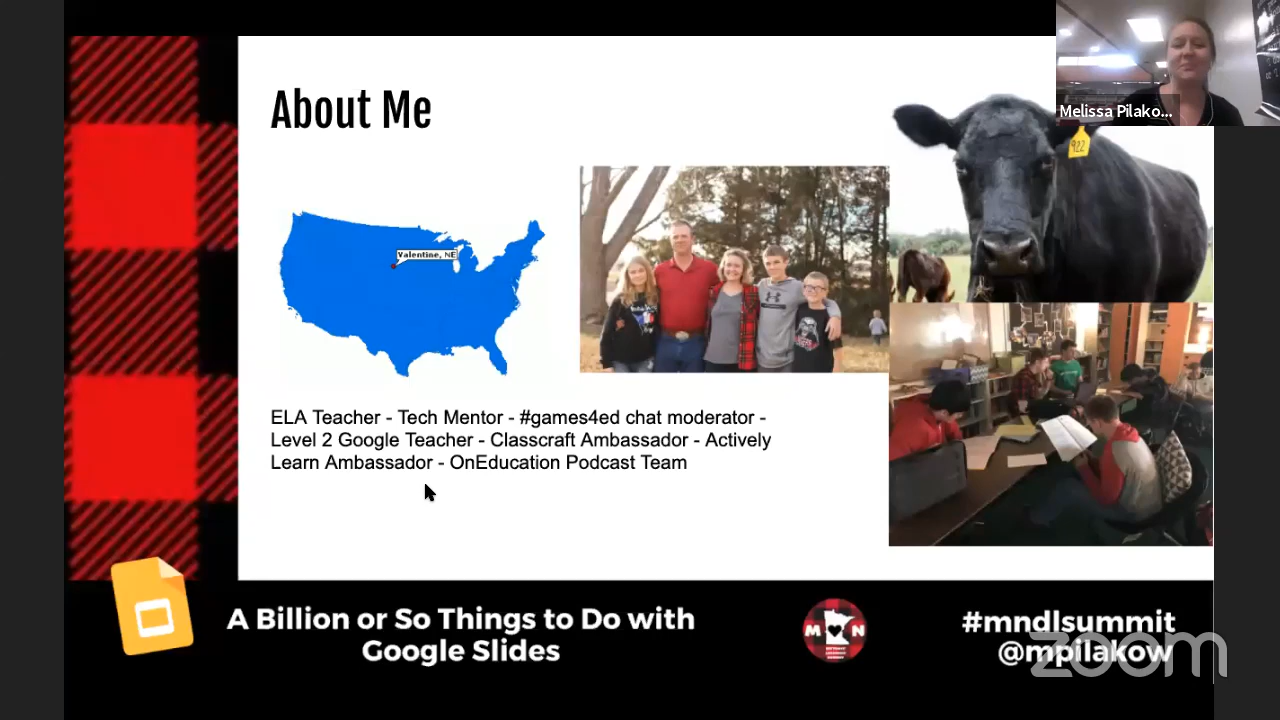 Melissa Pilako...
About Me
922
Valentine, NE
ELA Teacher - Tech Mentor - #games4ed chat moderator -
Level 2 Google Teacher - Classcraft Ambassador - Actively
Learn Ambassador - OnEducation Podcast Team
A Billion or So Things to Do with
Google Slides
M N
#mndlsummit
@mpilakow
zoom